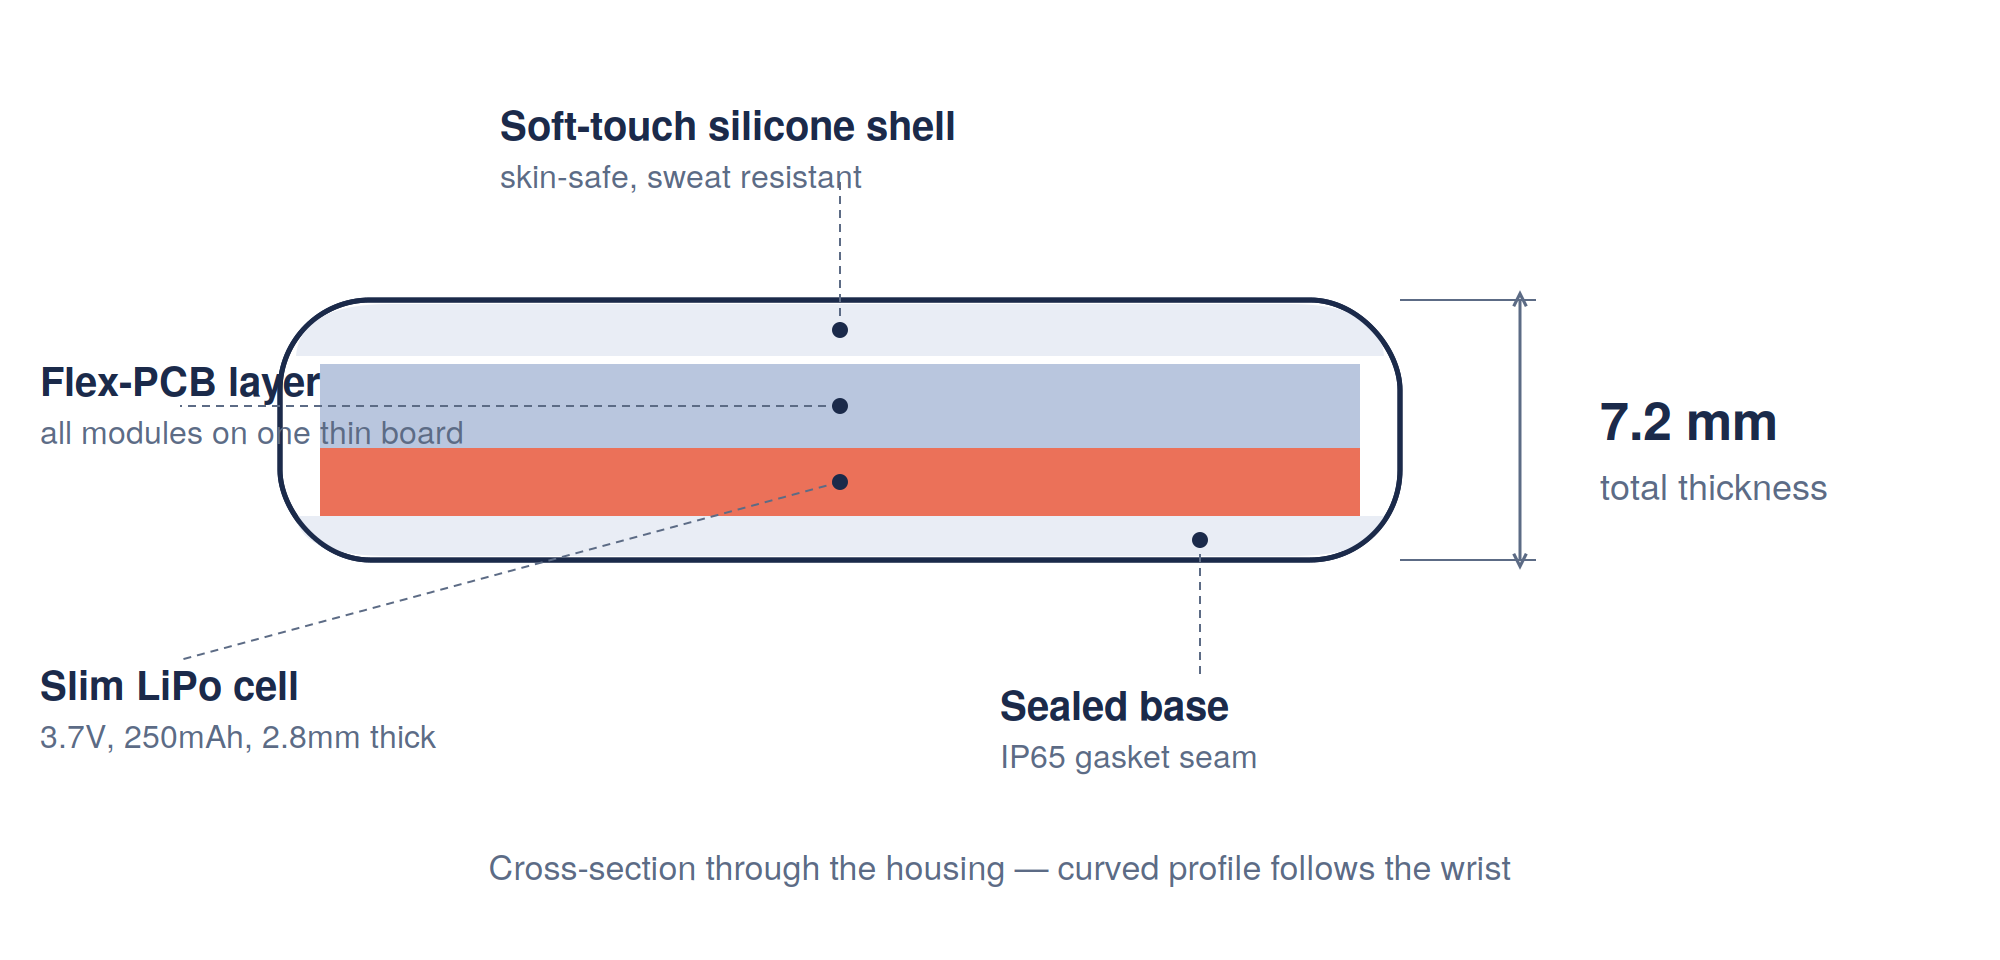 Soft-touch silicone shell
skin-safe, sweat resistant
Flex-PCB layer
all modules on one thin board
7.2 mm
total thickness
Slim LiPo cell
3.7V, 250mAh, 2.8mm thick
Sealed base
IP65 gasket seam
Cross-section through the housing — curved profile follows the wrist